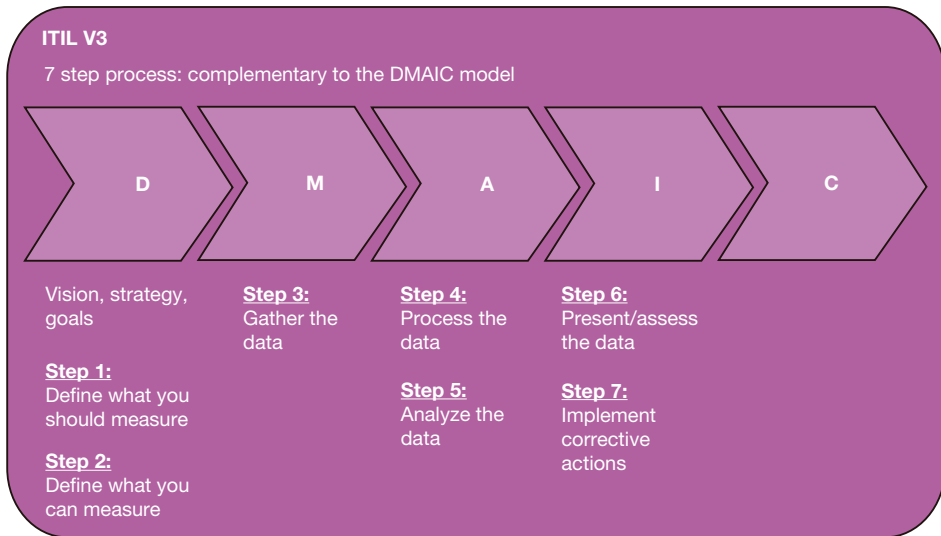 ITIL V3
7 step process: complementary to the DMAIC model
D
M
A
I
C
Vision, strategy,
goals
Step 1:
Define what you
should measure
Step 2:
Define what you
can measure
Step 3:
Gather the
data
Step 4:
Process the
data
Step 5:
Analyze the
data
Step 6:
Present/assess
the data
Step 7:
Implement
corrective
actions